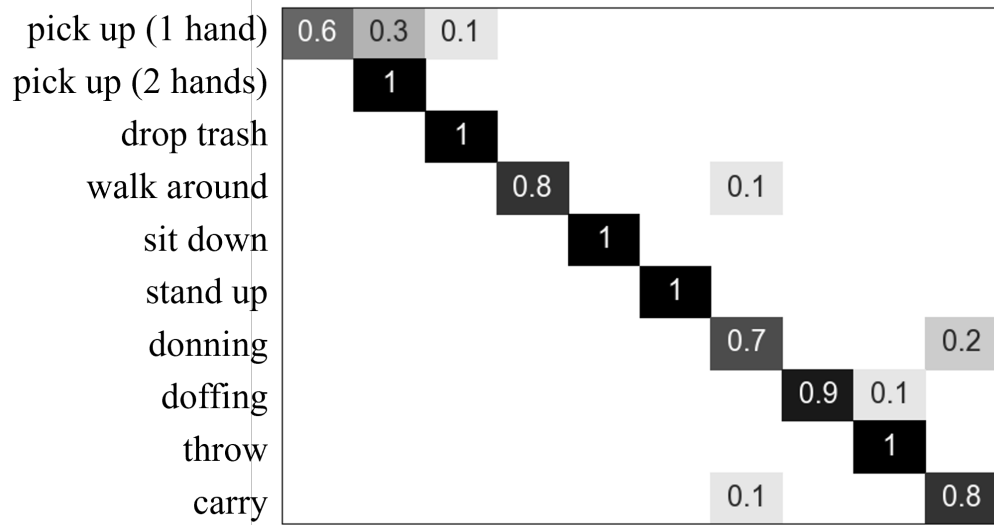 pick up (1 hand) 0.6 0.3 0.1
pick up (2 hands) 1
drop trash 1
walk around 0.8 0.1
sit down 1
stand up 1
donning 0.7 0.2
doffing 0.9 0.1
throw 1
carry 0.1 0.8